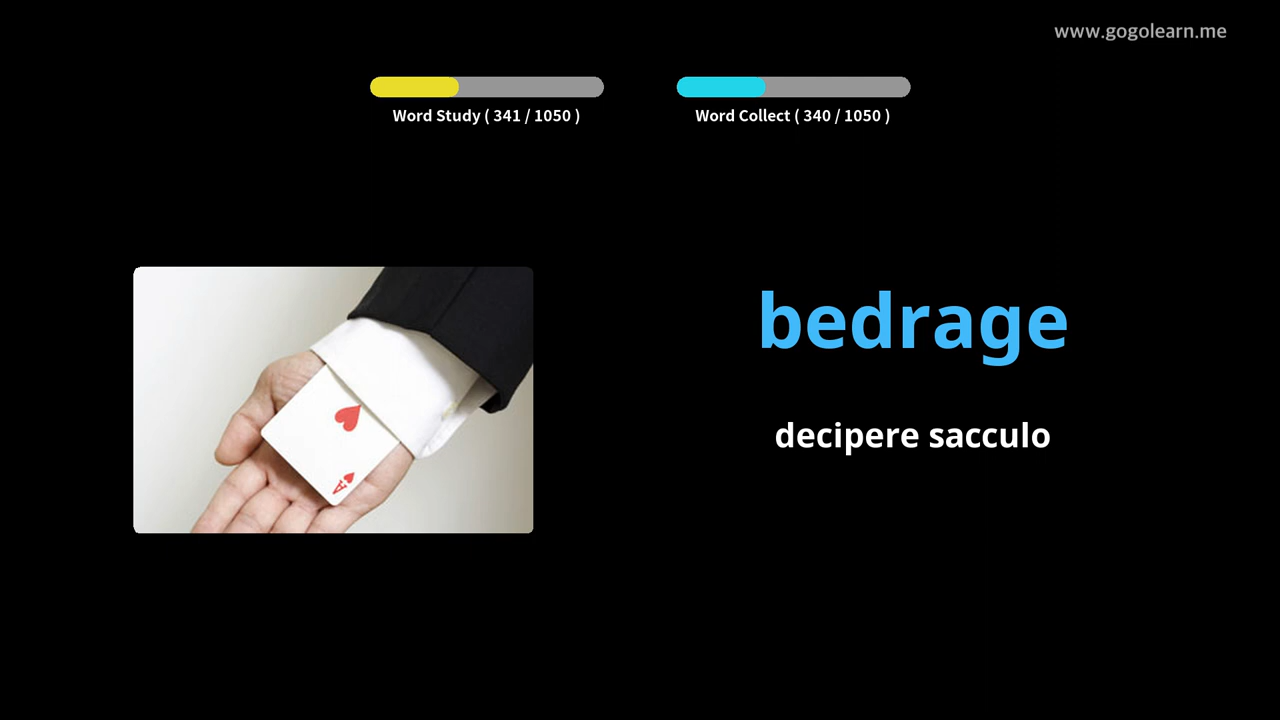 www.gogolearn.me
Word Study ( 341 / 1050 )
Word Collect ( 340 / 1050 )
A
bedrage
decipere sacculo